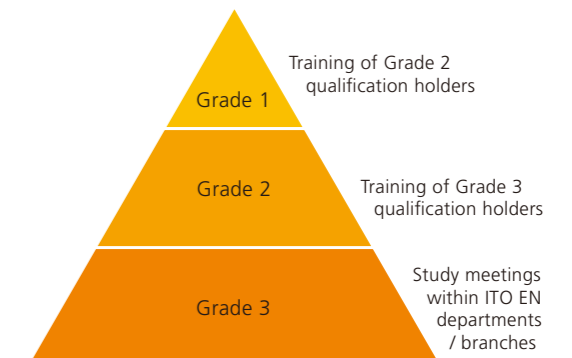 Grade 1
Training of Grade 2
qualification holders
Grade 2
Training of Grade 3
qualification holders
Grade 3
Study meetings
within ITO EN
departments
/ branches